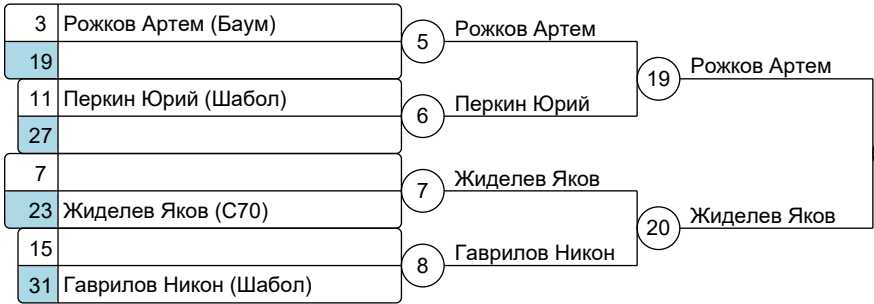 3 Рожков Артем (Баум)
19
11 Перкин Юрий (Шабол)
27
7
23 Жиделев Яков (С70)
15
31 Гаврилов Никон (Шабол)
5 Рожков Артем
6 Перкин Юрий
7 Жиделев Яков
8 Гаврилов Никон
19 Рожков Артем
20 Жиделев Яков